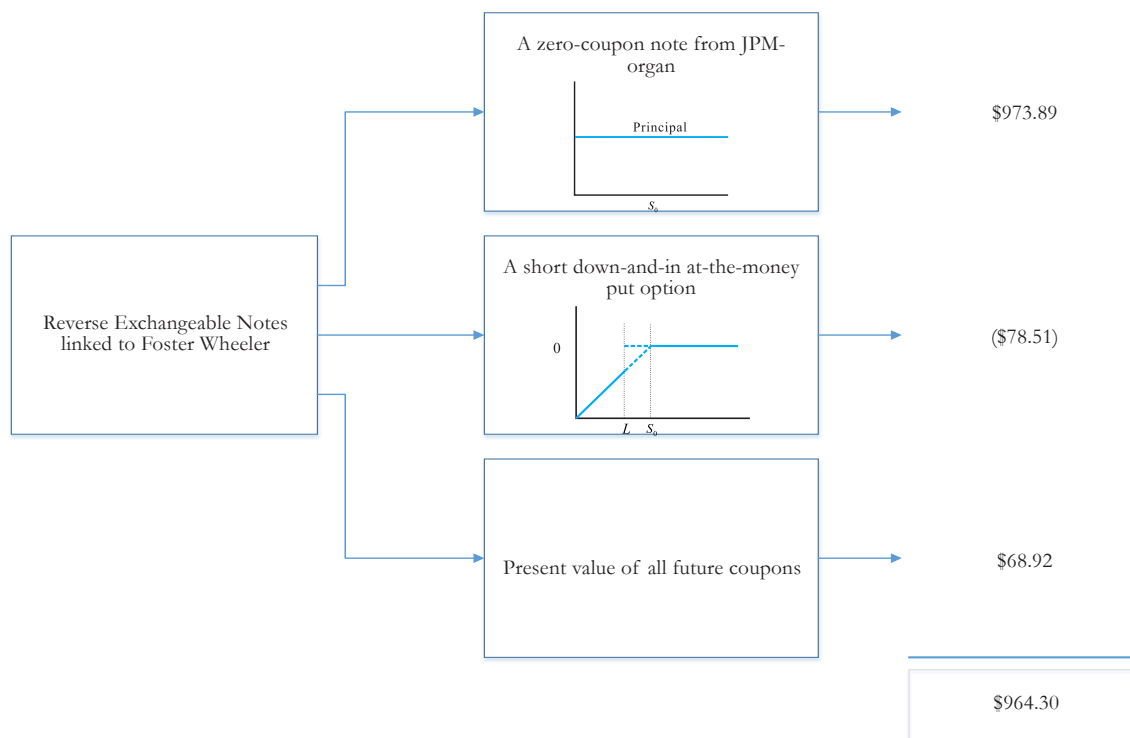 A zero-coupon note from JPM-
organ
Principal
S₀
$973.89
Reverse Exchangeable Notes
linked to Foster Wheeler
A short down-and-in at-the-money
put option
0
L S₀
($78.51)
Present value of all future coupons
$68.92
$964.30